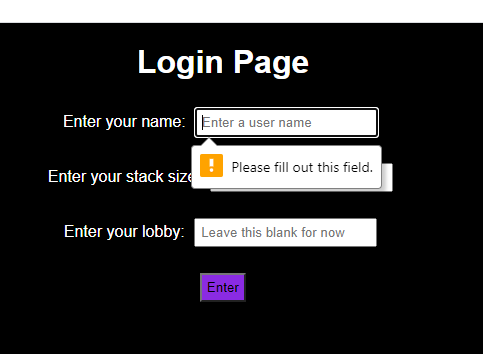 Login Page
Enter your name: Enter a user name
Please fill out this field.
Enter your stack size
Enter your lobby: Leave this blank for now
Enter